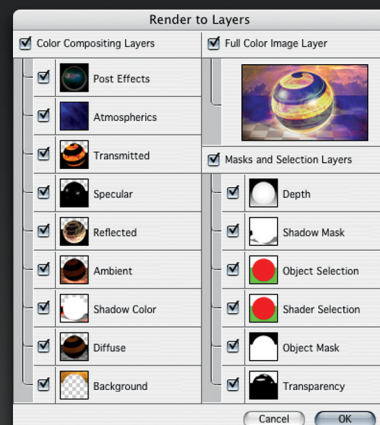 Render to Layers
Color Compositing Layers
Post Effects
Atmospherics
Transmitted
Specular
Reflected
Ambient
Shadow Color
Diffuse
Background
Full Color Image Layer
Masks and Selection Layers
Depth
Shadow Mask
Object Selection
Shader Selection
Object Mask
Transparency
Cancel
OK